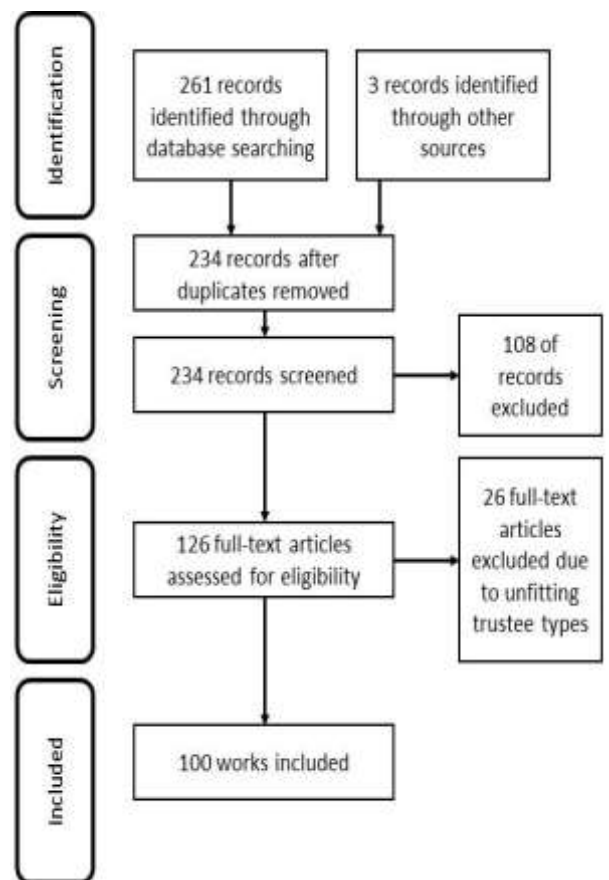 Identification
261 records
identified through
database searching
3 records identified
through other
sources
Screening
234 records after
duplicates removed
234 records screened
108 of
records
excluded
Eligibility
126 full-text articles
assessed for eligibility
26 full-text
articles
excluded due
to unfitting
trustee types
Included
100 works included